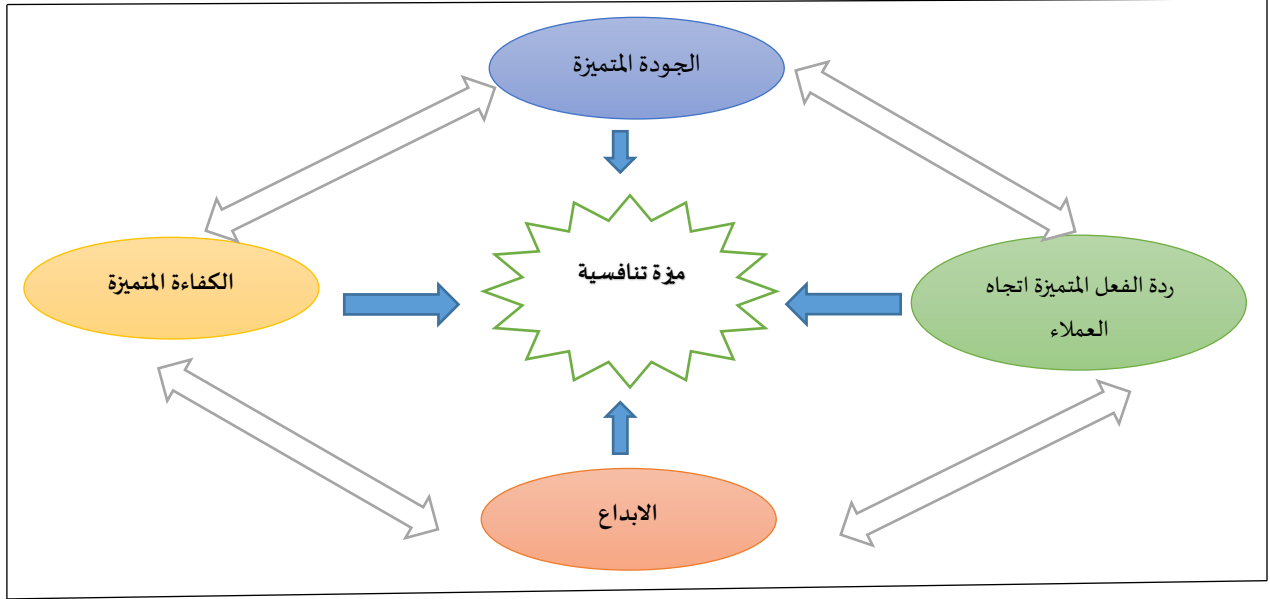 الجودة المتميزة
ردة الفعل المتميزة اتجاه
العملاء
ميزة تنافسية
الكفاءة المتميزة
الابداع